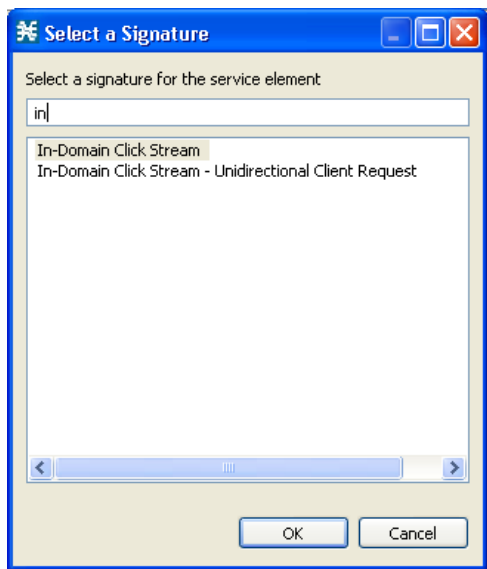 Select a Signature
Select a signature for the service element
in
In-Domain Click Stream
In-Domain Click Stream - Unidirectional Client Request
OK
Cancel